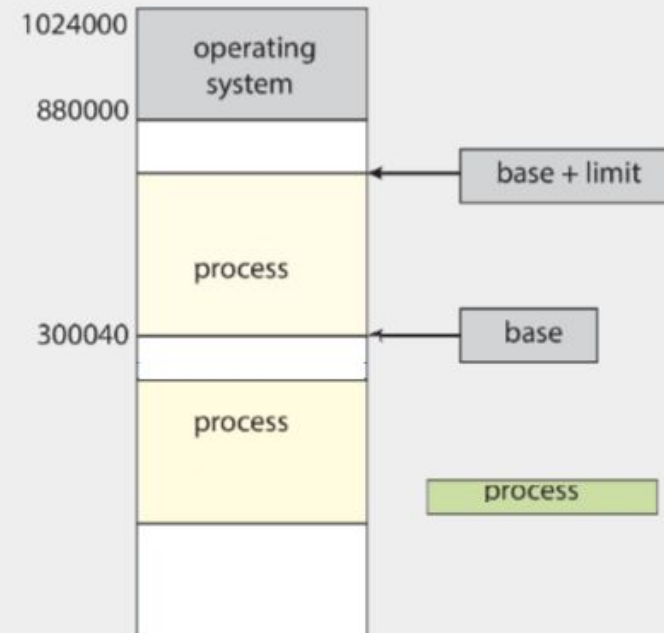 1024000
operating
system
880000
base + limit
process
300040
base
process
process